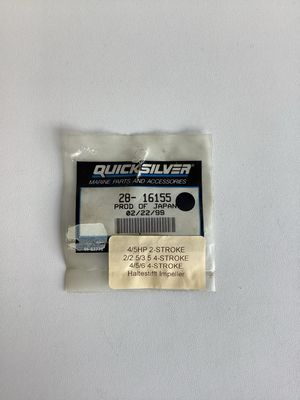 QUICKSILVER
MARINE PARTS AND ACCESSORIES
28- 16155
PROD OF JAPAN
02/22/99
4/5HP 2-STROKE
2/2.5/3.5 4-STROKE
4/5/6 4-STROKE
Haltestift Impeller